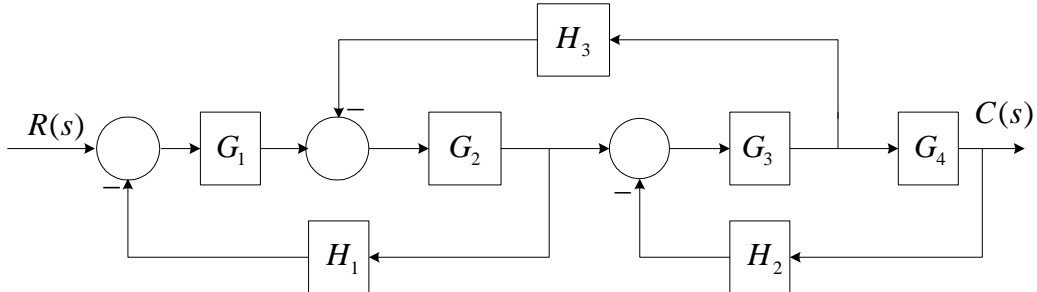 H₃
R(s)
G₁
G₂
G₃
G₄
C(s)
H₁
H₂
−
−
−
−